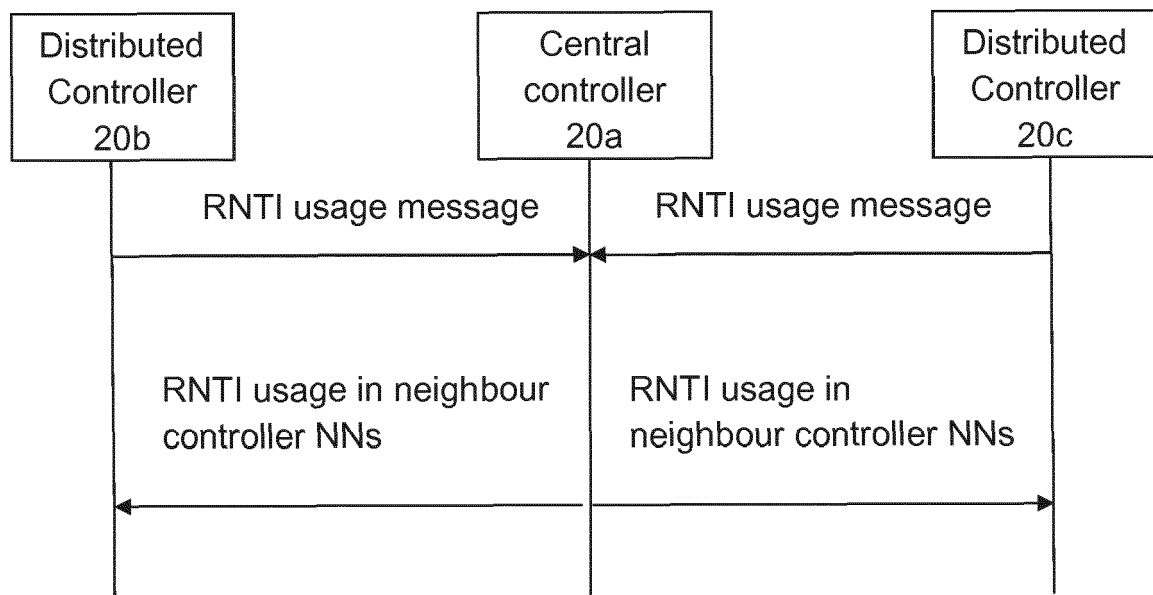 Distributed
Controller
20b
Central
controller
20a
Distributed
Controller
20c
RNTI usage message
RNTI usage message
RNTI usage in neighbour
controller NNs
RNTI usage in
neighbour controller NNs